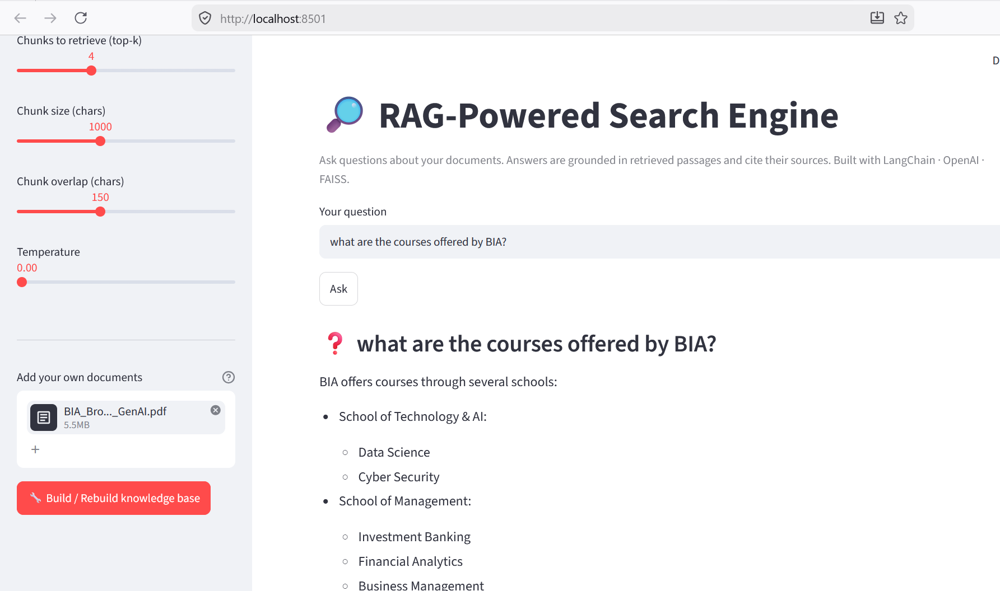 http://localhost:8501
Chunks to retrieve (top-k)
4
Chunk size (chars)
1000
Chunk overlap (chars)
150
Temperature
0.00
Add your own documents
BIA_Bro..._GenAI.pdf
5.5MB
+
Build / Rebuild knowledge base
D
RAG-Powered Search Engine
Ask questions about your documents. Answers are grounded in retrieved passages and cite their sources. Built with LangChain · OpenAI ·
FAISS.
Your question
what are the courses offered by BIA?
Ask
❓ what are the courses offered by BIA?
BIA offers courses through several schools:
• School of Technology & AI:
○ Data Science
○ Cyber Security
• School of Management:
○ Investment Banking
○ Financial Analytics
○ Business Management